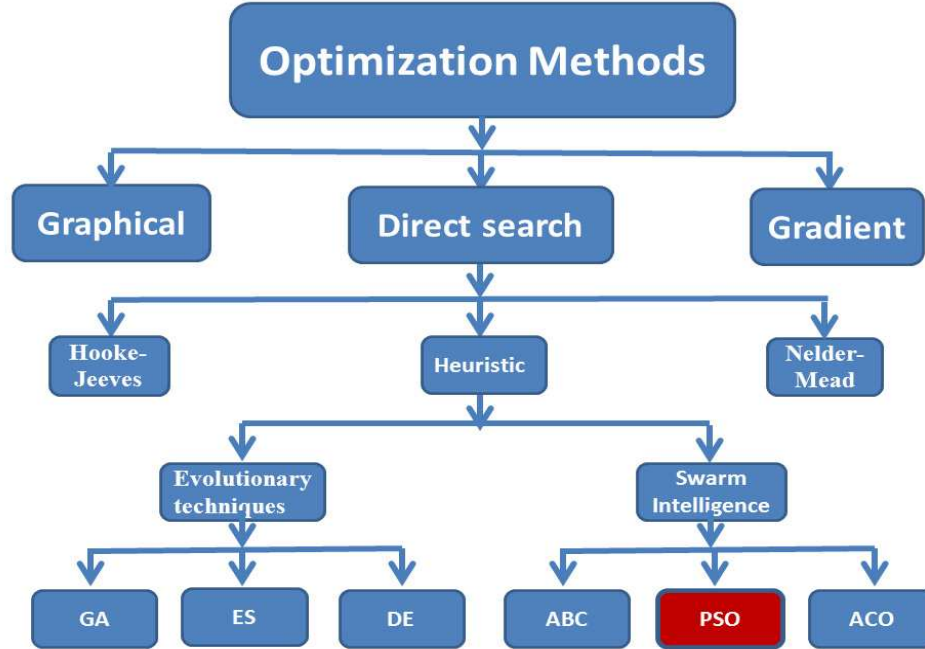 Optimization Methods
Graphical
Direct search
Gradient
Hooke-
Jeeves
Heuristic
Nelder-
Mead
Evolutionary
techniques
Swarm
Intelligence
GA
ES
DE
ABC
PSO
ACO